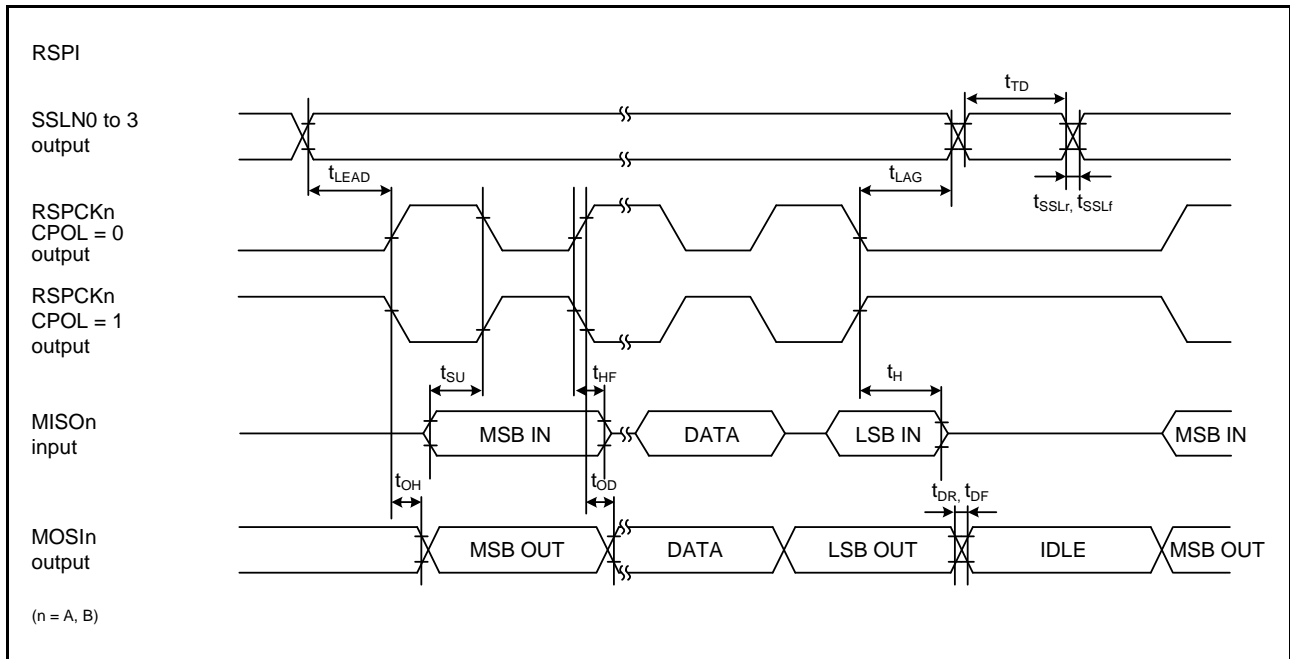 RSPI
tTD
SSLN0 to 3
output
tLEAD
tLAG
tSSLr, tSSLf
RSPCKn
CPOL = 0
output
RSPCKn
CPOL = 1
output
tSU
tHF
tH
MISOn
input
MSB IN
DATA
LSB IN
MSB IN
tOH
tOD
tDR, tDF
MOSIn
output
MSB OUT
DATA
LSB OUT
IDLE
MSB OUT
(n = A, B)